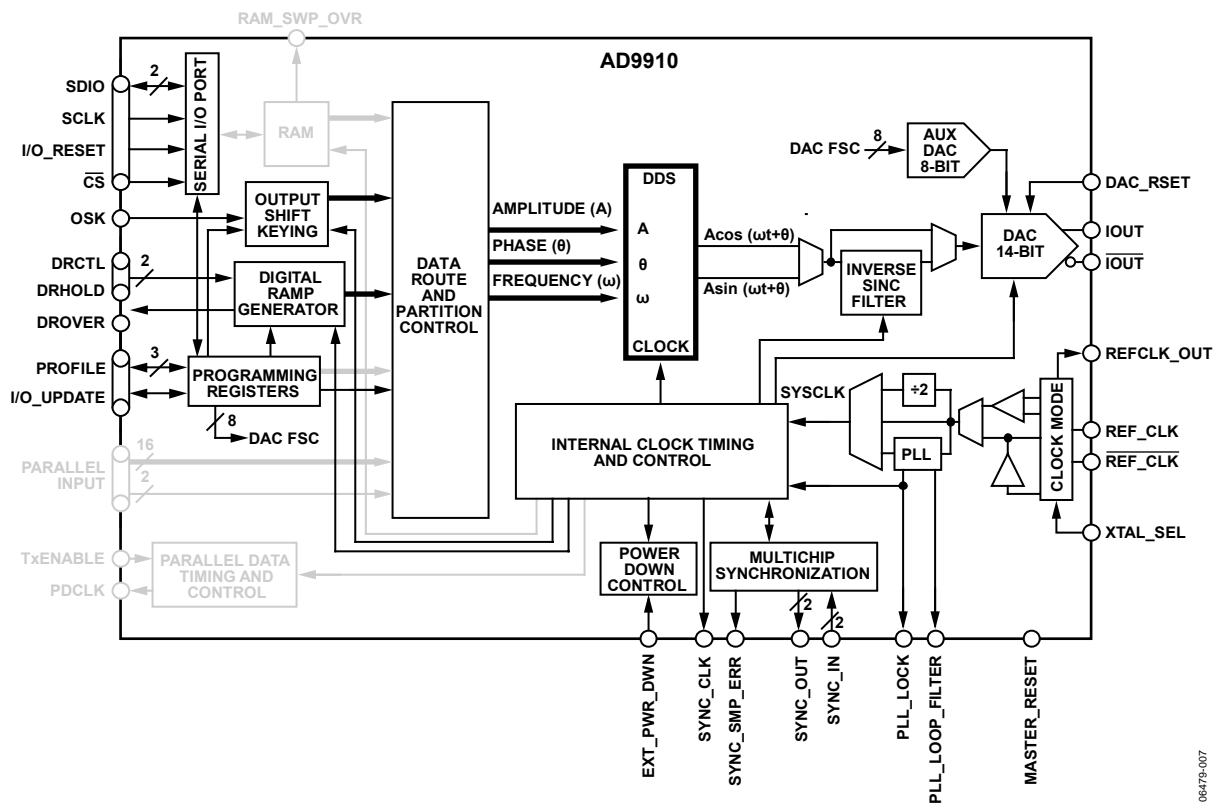 RAM_SWP_OVR
AD9910
SDIO
2
SCLK
I/O_RESET
CS
SERIAL I/O PORT
RAM
OSK
OUTPUT
SHIFT
KEYING
DRCTL
2
DRHOLD
DROVER
DIGITAL
RAMP
GENERATOR
PROFILE
3
I/O_UPDATE
PROGRAMMING
REGISTERS
8
DAC FSC
16
PARALLEL
INPUT
2
TxENABLE
PDCLK
PARALLEL DATA
TIMING AND
CONTROL
DATA
ROUTE
AND
PARTITION
CONTROL
AMPLITUDE (A)
PHASE (θ)
FREQUENCY (ω)
DDS
A
θ
ω
CLOCK
Acos (ωt+θ)
Asin (ωt+θ)
INVERSE
SINC
FILTER
DAC FSC
8
AUX
DAC
8-BIT
DAC
14-BIT
DAC_RSET
IOUT
IOUT
REFCLK_OUT
REF_CLK
REF_CLK
XTAL_SEL
CLOCK MODE
SYSCLK
÷2
PLL
INTERNAL CLOCK TIMING
AND CONTROL
POWER
DOWN
CONTROL
MULTICHIP
SYNCHRONIZATION
2
2
EXT_PWR_DWN
SYNC_CLK
SYNC_SMP_ERR
SYNC_OUT
SYNC_IN
PLL_LOCK
PLL_LOOP_FILTER
MASTER_RESET
06479-007